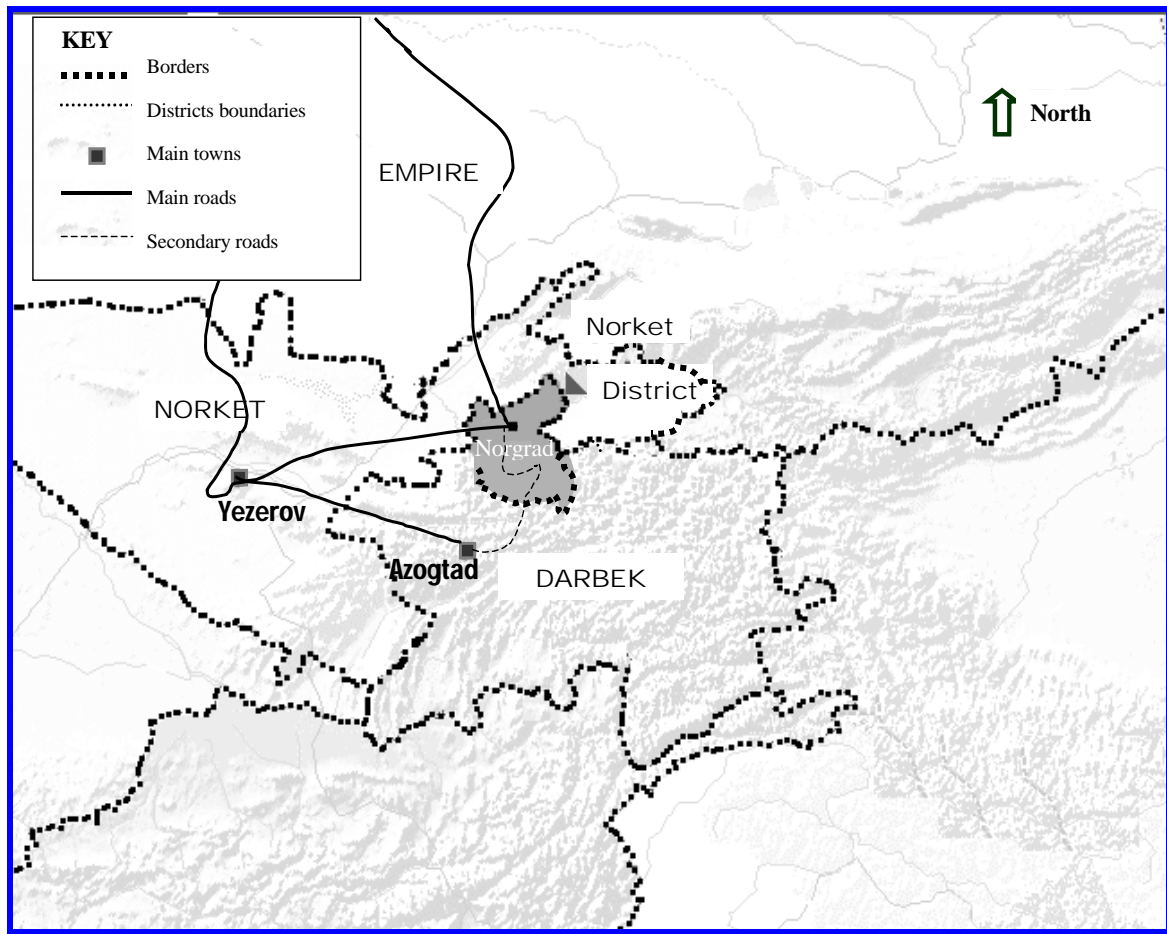 KEY
Borders
Districts boundaries
Main towns
Main roads
Secondary roads
North
EMPIRE
Norket
District
NORKET
Norgrad
Yezerov
Azogtad
DARBEK